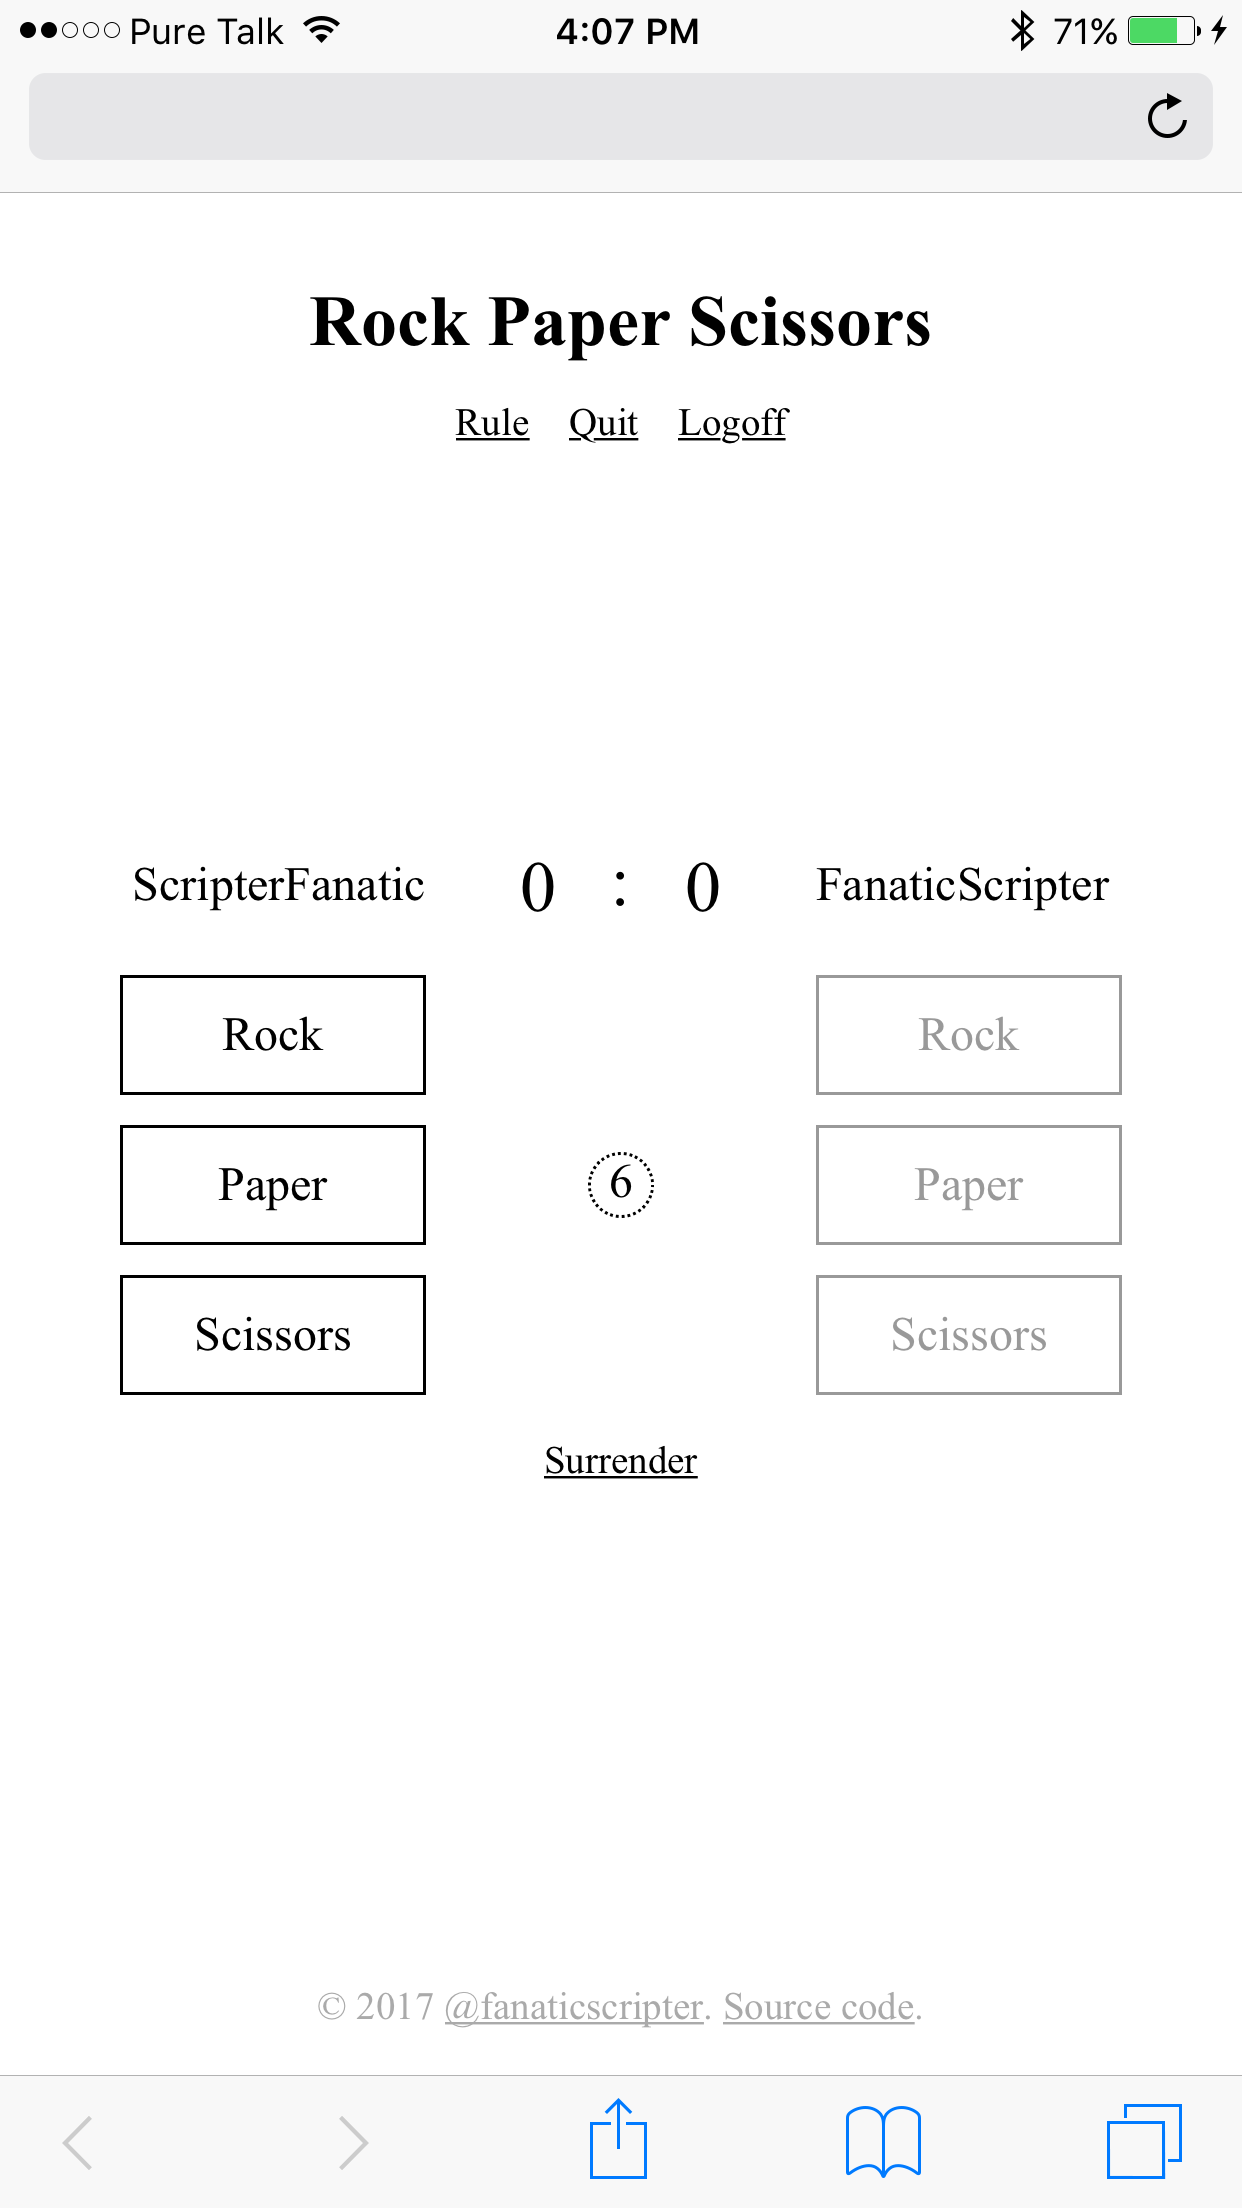 Pure Talk 4:07 PM 71%
Rock Paper Scissors
Rule Quit Logoff
ScripterFanatic 0 : 0 FanaticScripter
Rock Rock
Paper 6 Paper
Scissors Scissors
Surrender
© 2017 @fanaticscripter. Source code.